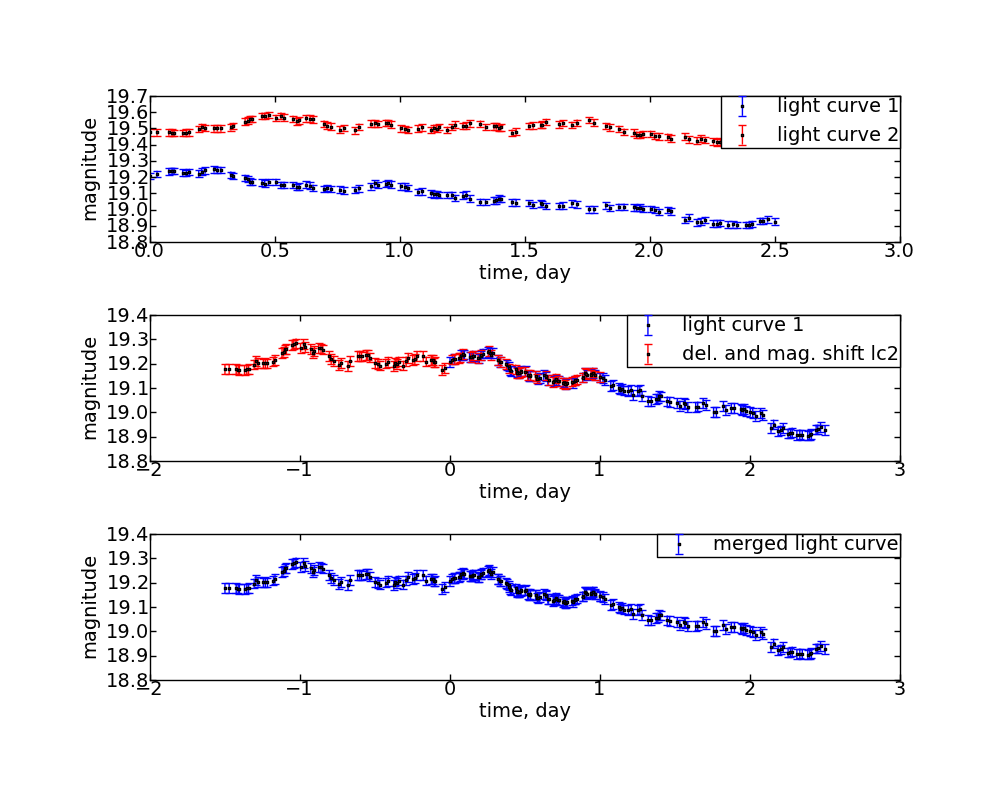 19.7
19.6
19.5
19.4
19.3
19.2
19.1
19.0
18.9
18.8
magnitude
light curve 1
light curve 2
0.0 0.5 1.0 1.5 2.0 2.5 3.0
time, day
19.4
19.3
19.2
19.1
19.0
18.9
18.8
magnitude
light curve 1
del. and mag. shift lc2
−2 −1 0 1 2 3
time, day
19.4
19.3
19.2
19.1
19.0
18.9
18.8
magnitude
merged light curve
−2 −1 0 1 2 3
time, day